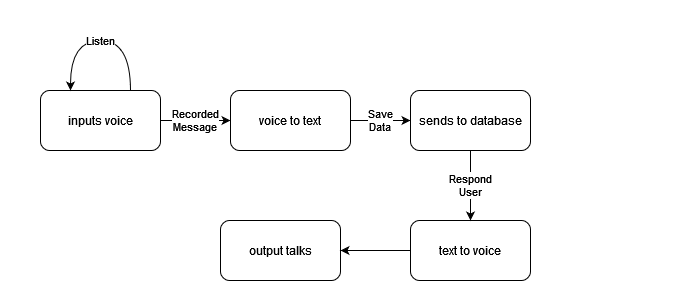 Listen
inputs voice
Recorded
Message
voice to text
Save
Data
sends to database
Respond
User
text to voice
output talks